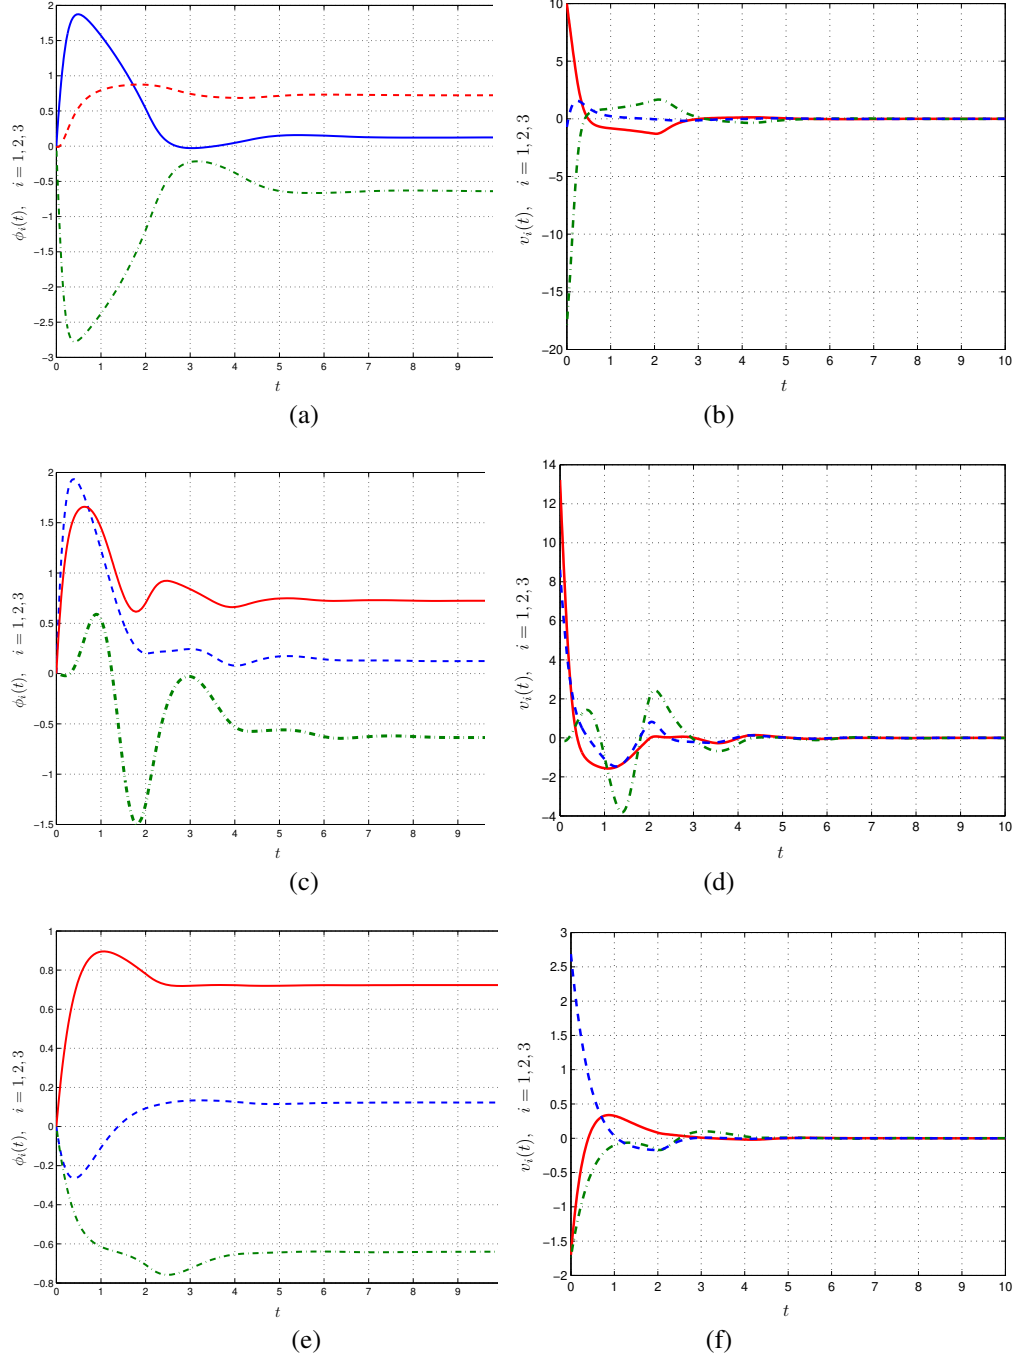 2
1.5
1
0.5
0
−0.5
−1
−1.5
−2
−2.5
−3
0 1 2 3 4 5 6 7 8 9
ϕᵢ(t), i = 1, 2, 3
t
(a)
10
5
0
−5
−10
−15
−20
0 1 2 3 4 5 6 7 8 9 10
vᵢ(t), i = 1, 2, 3
t
(b)
2
1.5
1
0.5
0
−0.5
−1
−1.5
0 1 2 3 4 5 6 7 8 9
ϕᵢ(t), i = 1, 2, 3
t
(c)
14
12
10
8
6
4
2
0
−2
−4
0 1 2 3 4 5 6 7 8 9 10
vᵢ(t), i = 1, 2, 3
t
(d)
1
0.8
0.6
0.4
0.2
0
−0.2
−0.4
−0.6
−0.8
0 1 2 3 4 5 6 7 8 9
ϕᵢ(t), i = 1, 2, 3
t
(e)
3
2.5
2
1.5
1
0.5
0
−0.5
−1
−1.5
−2
0 1 2 3 4 5 6 7 8 9 10
vᵢ(t), i = 1, 2, 3
t
(f)